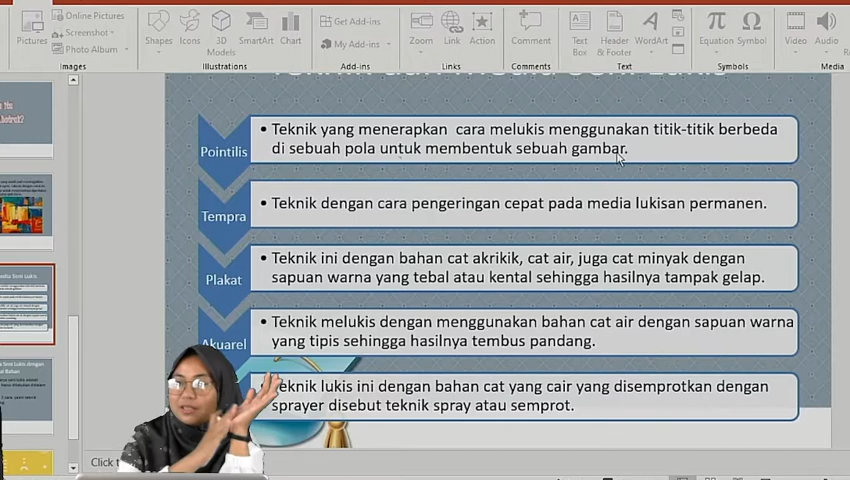 Online Pictures
Screenshot
Photo Album
Pictures
Shapes
Icons
3D
Models
SmartArt
Chart
Get Add-ins
My Add-ins
Zoom
Link
Action
Comment
Text
Box
Header
& Footer
WordArt
Equation
Symbol
Video
Audio
Images
Illustrations
Add-ins
Links
Comments
Text
Symbols
Media
Pointilis
• Teknik yang menerapkan cara melukis menggunakan titik-titik berbeda
di sebuah pola untuk membentuk sebuah gambar.
Tempra
• Teknik dengan cara pengeringan cepat pada media lukisan permanen.
Plakat
• Teknik ini dengan bahan cat akrikik, cat air, juga cat minyak dengan
sapuan warna yang tebal atau kental sehingga hasilnya tampak gelap.
Akuarel
• Teknik melukis dengan menggunakan bahan cat air dengan sapuan warna
yang tipis sehingga hasilnya tembus pandang.
Teknik lukis ini dengan bahan cat yang cair yang disemprotkan dengan
sprayer disebut teknik spray atau semprot.
Click